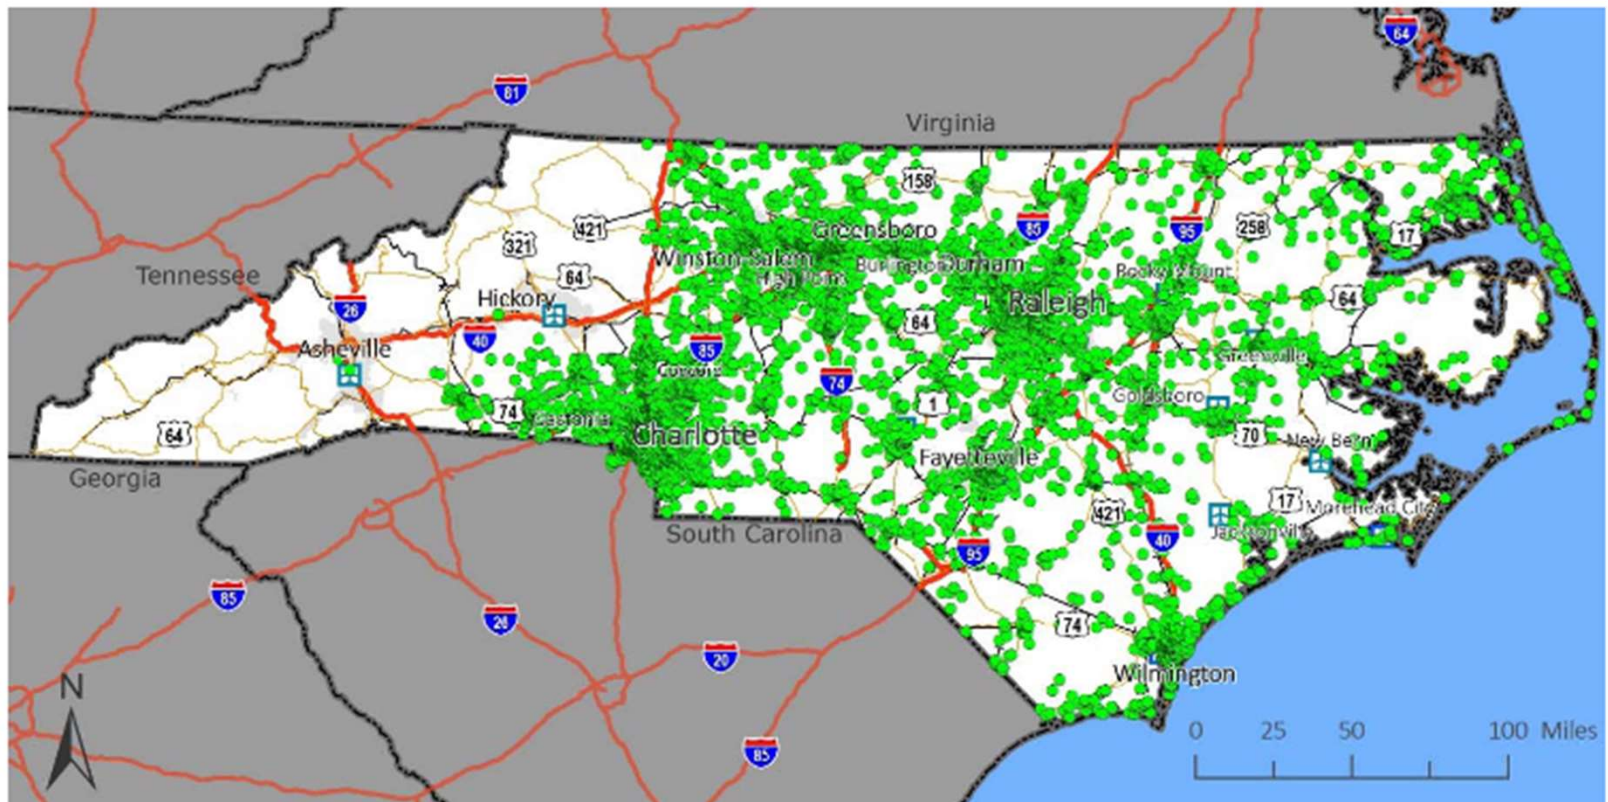 64
81
Virginia
158
421
Greensboro
85
95
258
17
321
Winston-Salem
Burlington
Durham
Tennessee
64
High Point
Rocky Mount
26
Hickory
Raleigh
64
40
64
Asheville
85
Concord
Greenville
74
74
Gastonia
1
Goldsboro
64
Charlotte
70
New Bern
Fayetteville
Georgia
17
Morehead City
421
South Carolina
Jacksonville
95
40
85
26
74
20
Wilmington
N
0 25 50 100 Miles
85